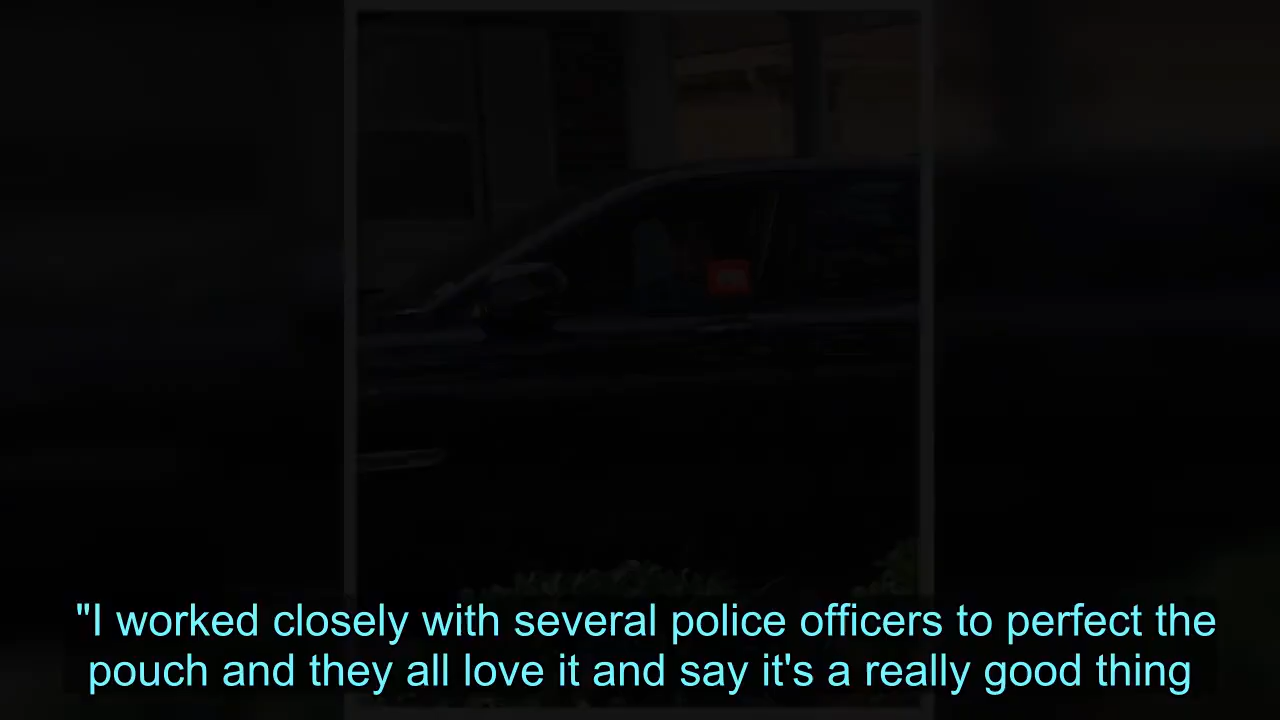 "I worked closely with several police officers to perfect the
pouch and they all love it and say it's a really good thing